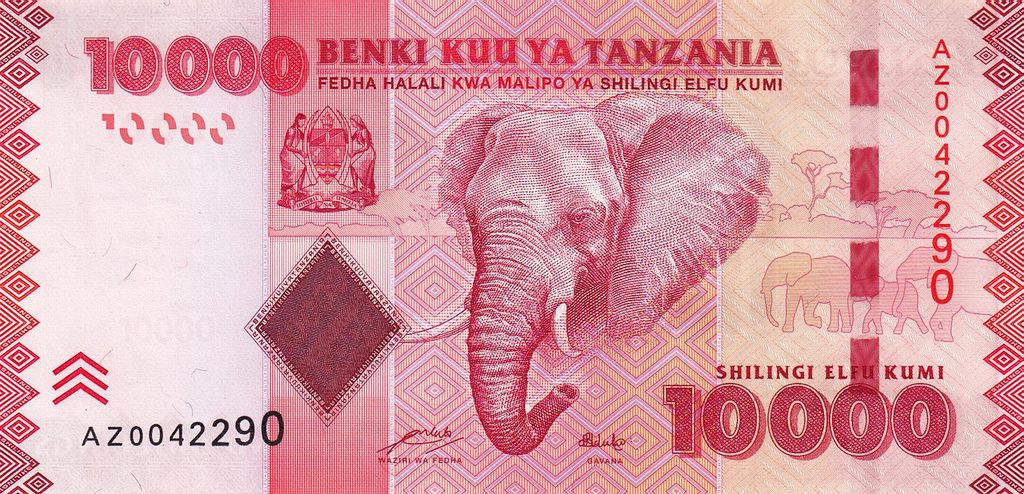 10000
BENKI KUU YA TANZANIA
FEDHA HALALI KWA MALIPO YA SHILINGI ELFU KUMI
AZ0042290
SHILINGI ELFU KUMI
10000
AZ0042290
WAZIRI WA FEDHA
GAVANA